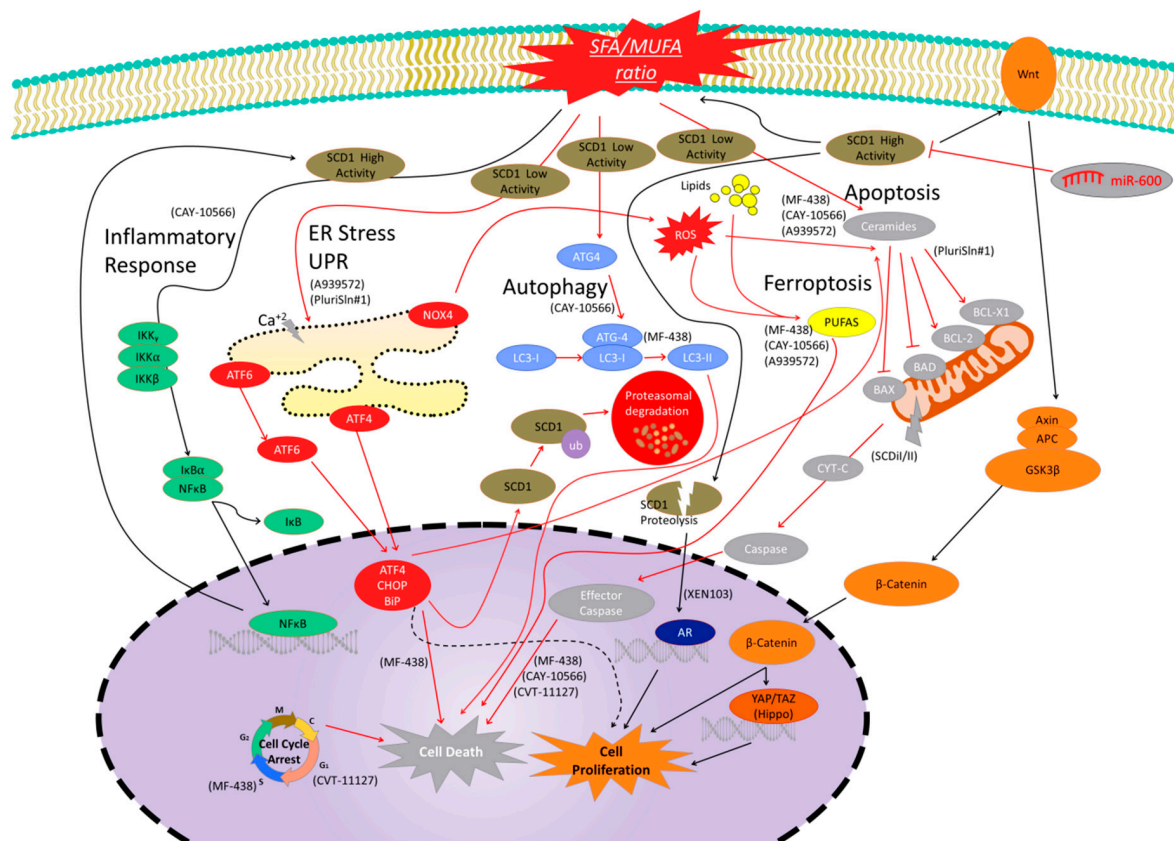 SFA/MUFA
ratio
Wnt
SCD1 High
Activity
SCD1 Low
Activity
SCD1 Low
Activity
SCD1 Low
Activity
SCD1 High
Activity
miR-600
(CAY-10566)
Inflammatory
Response
ER Stress
UPR
(A939572)
(PluriSln#1)
Lipids
ROS
(MF-438)
(CAY-10566)
(A939572)
Apoptosis
Ceramides
(PluriSln#1)
ATG4
Autophagy
(CAY-10566)
Ferroptosis
(MF-438)
(CAY-10566)
(A939572)
PUFAS
BCL-X1
BCL-2
BAD
BAX
(SCDiI/II)
Ca+2
NOX4
IKKγ
IKKα
IKKβ
ATF6
ATF4
ATG-4
(MF-438)
LC3-I
LC3-I
LC3-II
Proteasomal
degradation
SCD1
ub
SCD1
ATF6
IκBα
NFκB
IκB
CYT-C
Axin
APC
GSK3β
SCD1
Proteolysis
Caspase
Effector
Caspase
ATF4
CHOP
BiP
(XEN103)
β-Catenin
NFκB
AR
β-Catenin
(MF-438)
(MF-438)
(CAY-10566)
(CVT-11127)
YAP/TAZ
(Hippo)
M
C
G₂
Cell Cycle
Arrest
G₁
S
(MF-438)
(CVT-11127)
Cell Death
Cell
Proliferation